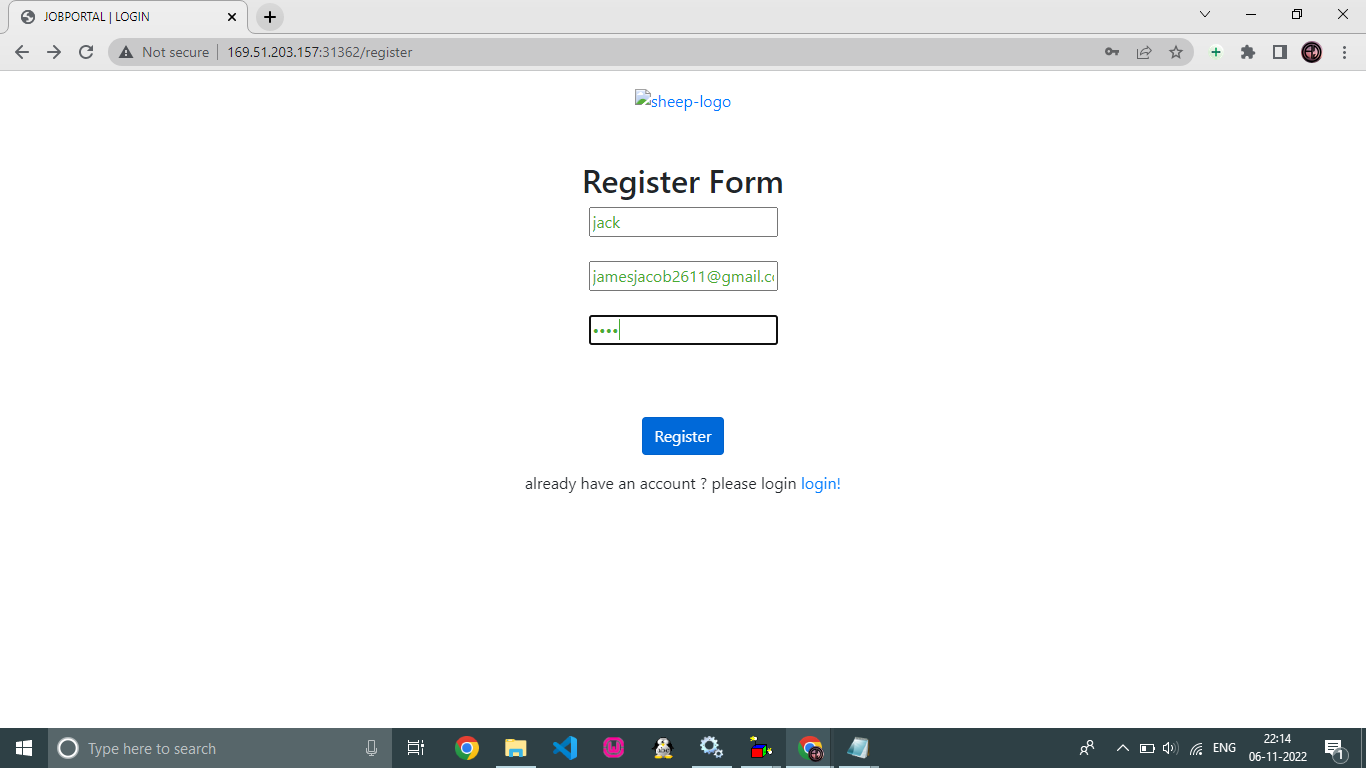 JOBPORTAL | LOGIN
Not secure
169.51.203.157:31362/register
sheep-logo
Register Form
jack
jamesjacob2611@gmail.co
••••
Register
already have an account ? please login login!
Type here to search
ENG
22:14
06-11-2022
1